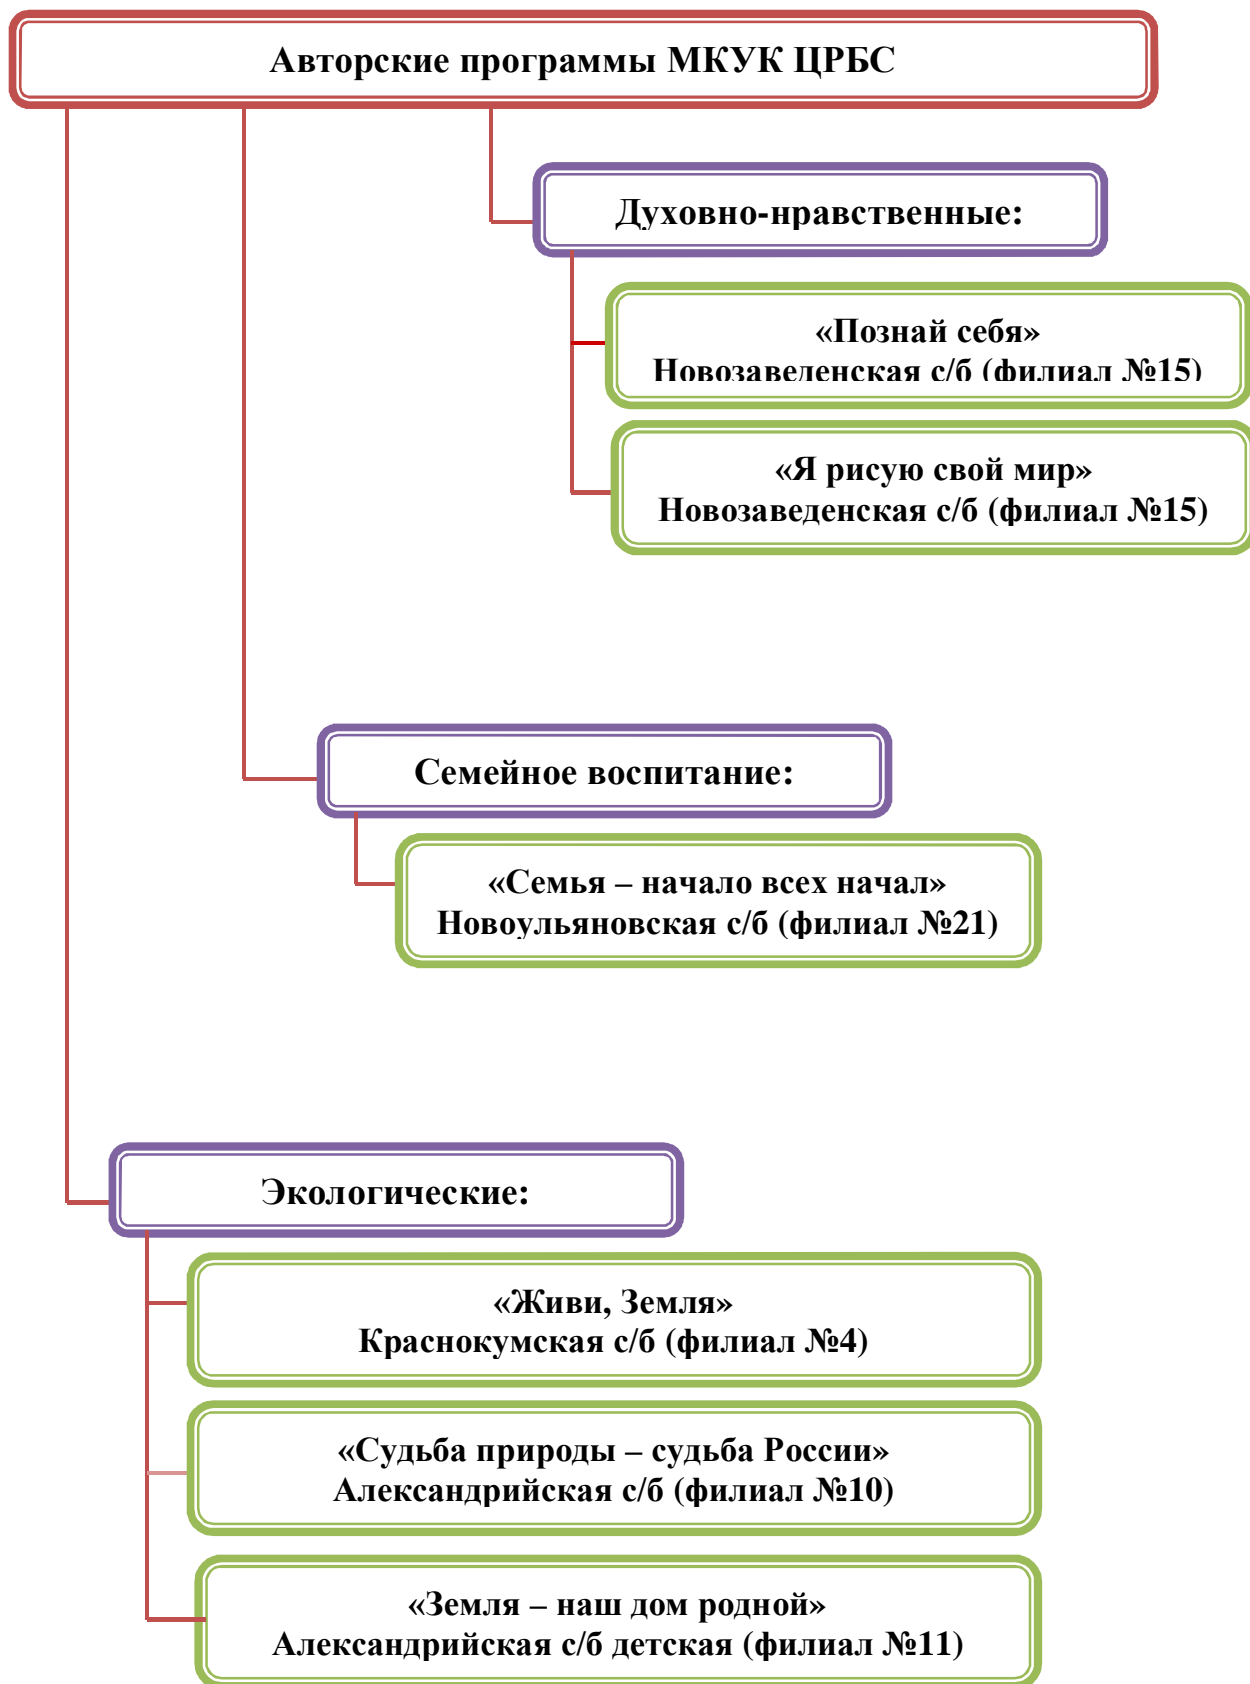 Авторские программы МКУК ЦРБС
Духовно-нравственные:
«Познай себя»
Новозаведенская с/б (филиал №15)
«Я рисую свой мир»
Новозаведенская с/б (филиал №15)
Семейное воспитание:
«Семья – начало всех начал»
Новоульяновская с/б (филиал №21)
Экологические:
«Живи, Земля»
Краснокумская с/б (филиал №4)
«Судьба природы – судьба России»
Александрийская с/б (филиал №10)
«Земля – наш дом родной»
Александрийская с/б детская (филиал №11)